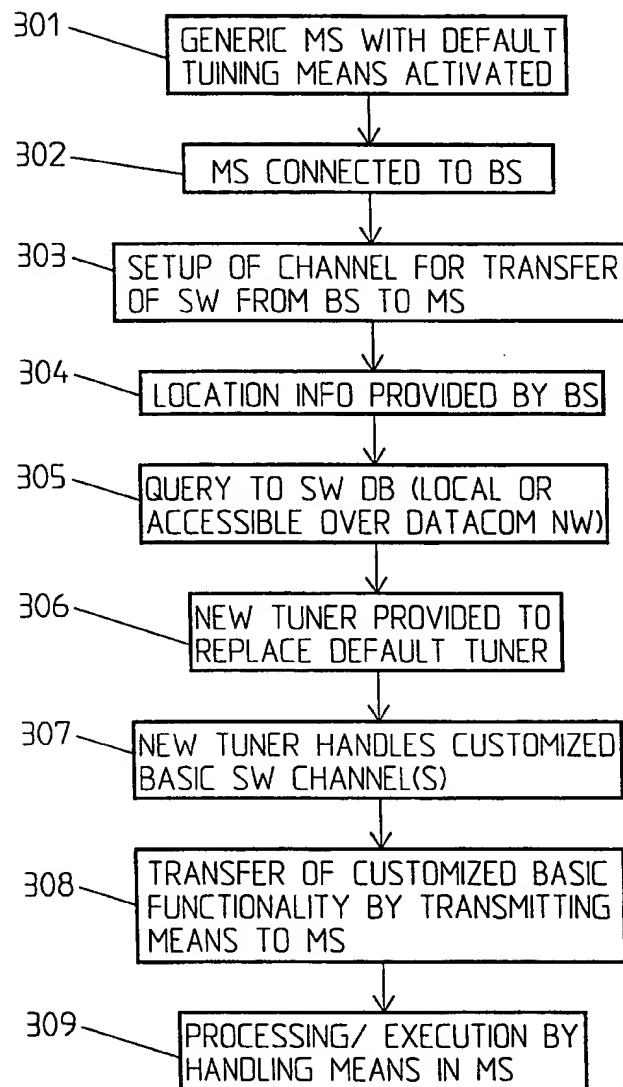 301
GENERIC MS WITH DEFAULT
TUINING MEANS ACTIVATED
302
MS CONNECTED TO BS
303
SETUP OF CHANNEL FOR TRANSFER
OF SW FROM BS TO MS
304
LOCATION INFO PROVIDED BY BS
305
QUERY TO SW DB (LOCAL OR
ACCESSIBLE OVER DATACOM NW)
306
NEW TUNER PROVIDED TO
REPLACE DEFAULT TUNER
307
NEW TUNER HANDLES CUSTOMIZED
BASIC SW CHANNEL(S)
308
TRANSFER OF CUSTOMIZED BASIC
FUNCTIONALITY BY TRANSMITTING
MEANS TO MS
309
PROCESSING/ EXECUTION BY
HANDLING MEANS IN MS